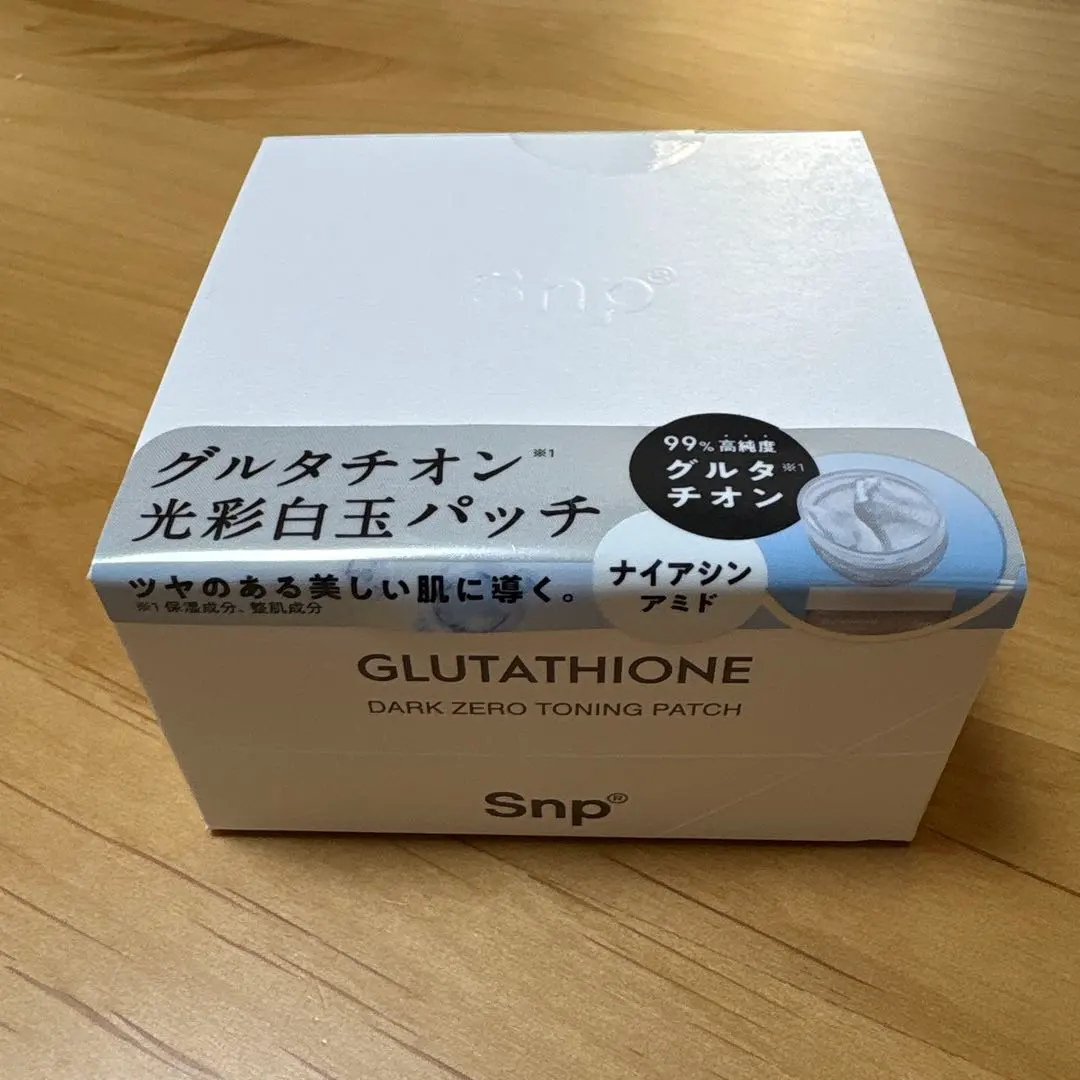 Snp®
グルタチオン※1
光彩白玉パッチ
99%高純度
グルタ※1
チオン
ナイアシン
アミド
ツヤのある美しい肌に導く。
※1 保湿成分、整肌成分
GLUTATHIONE
DARK ZERO TONING PATCH
Snp®